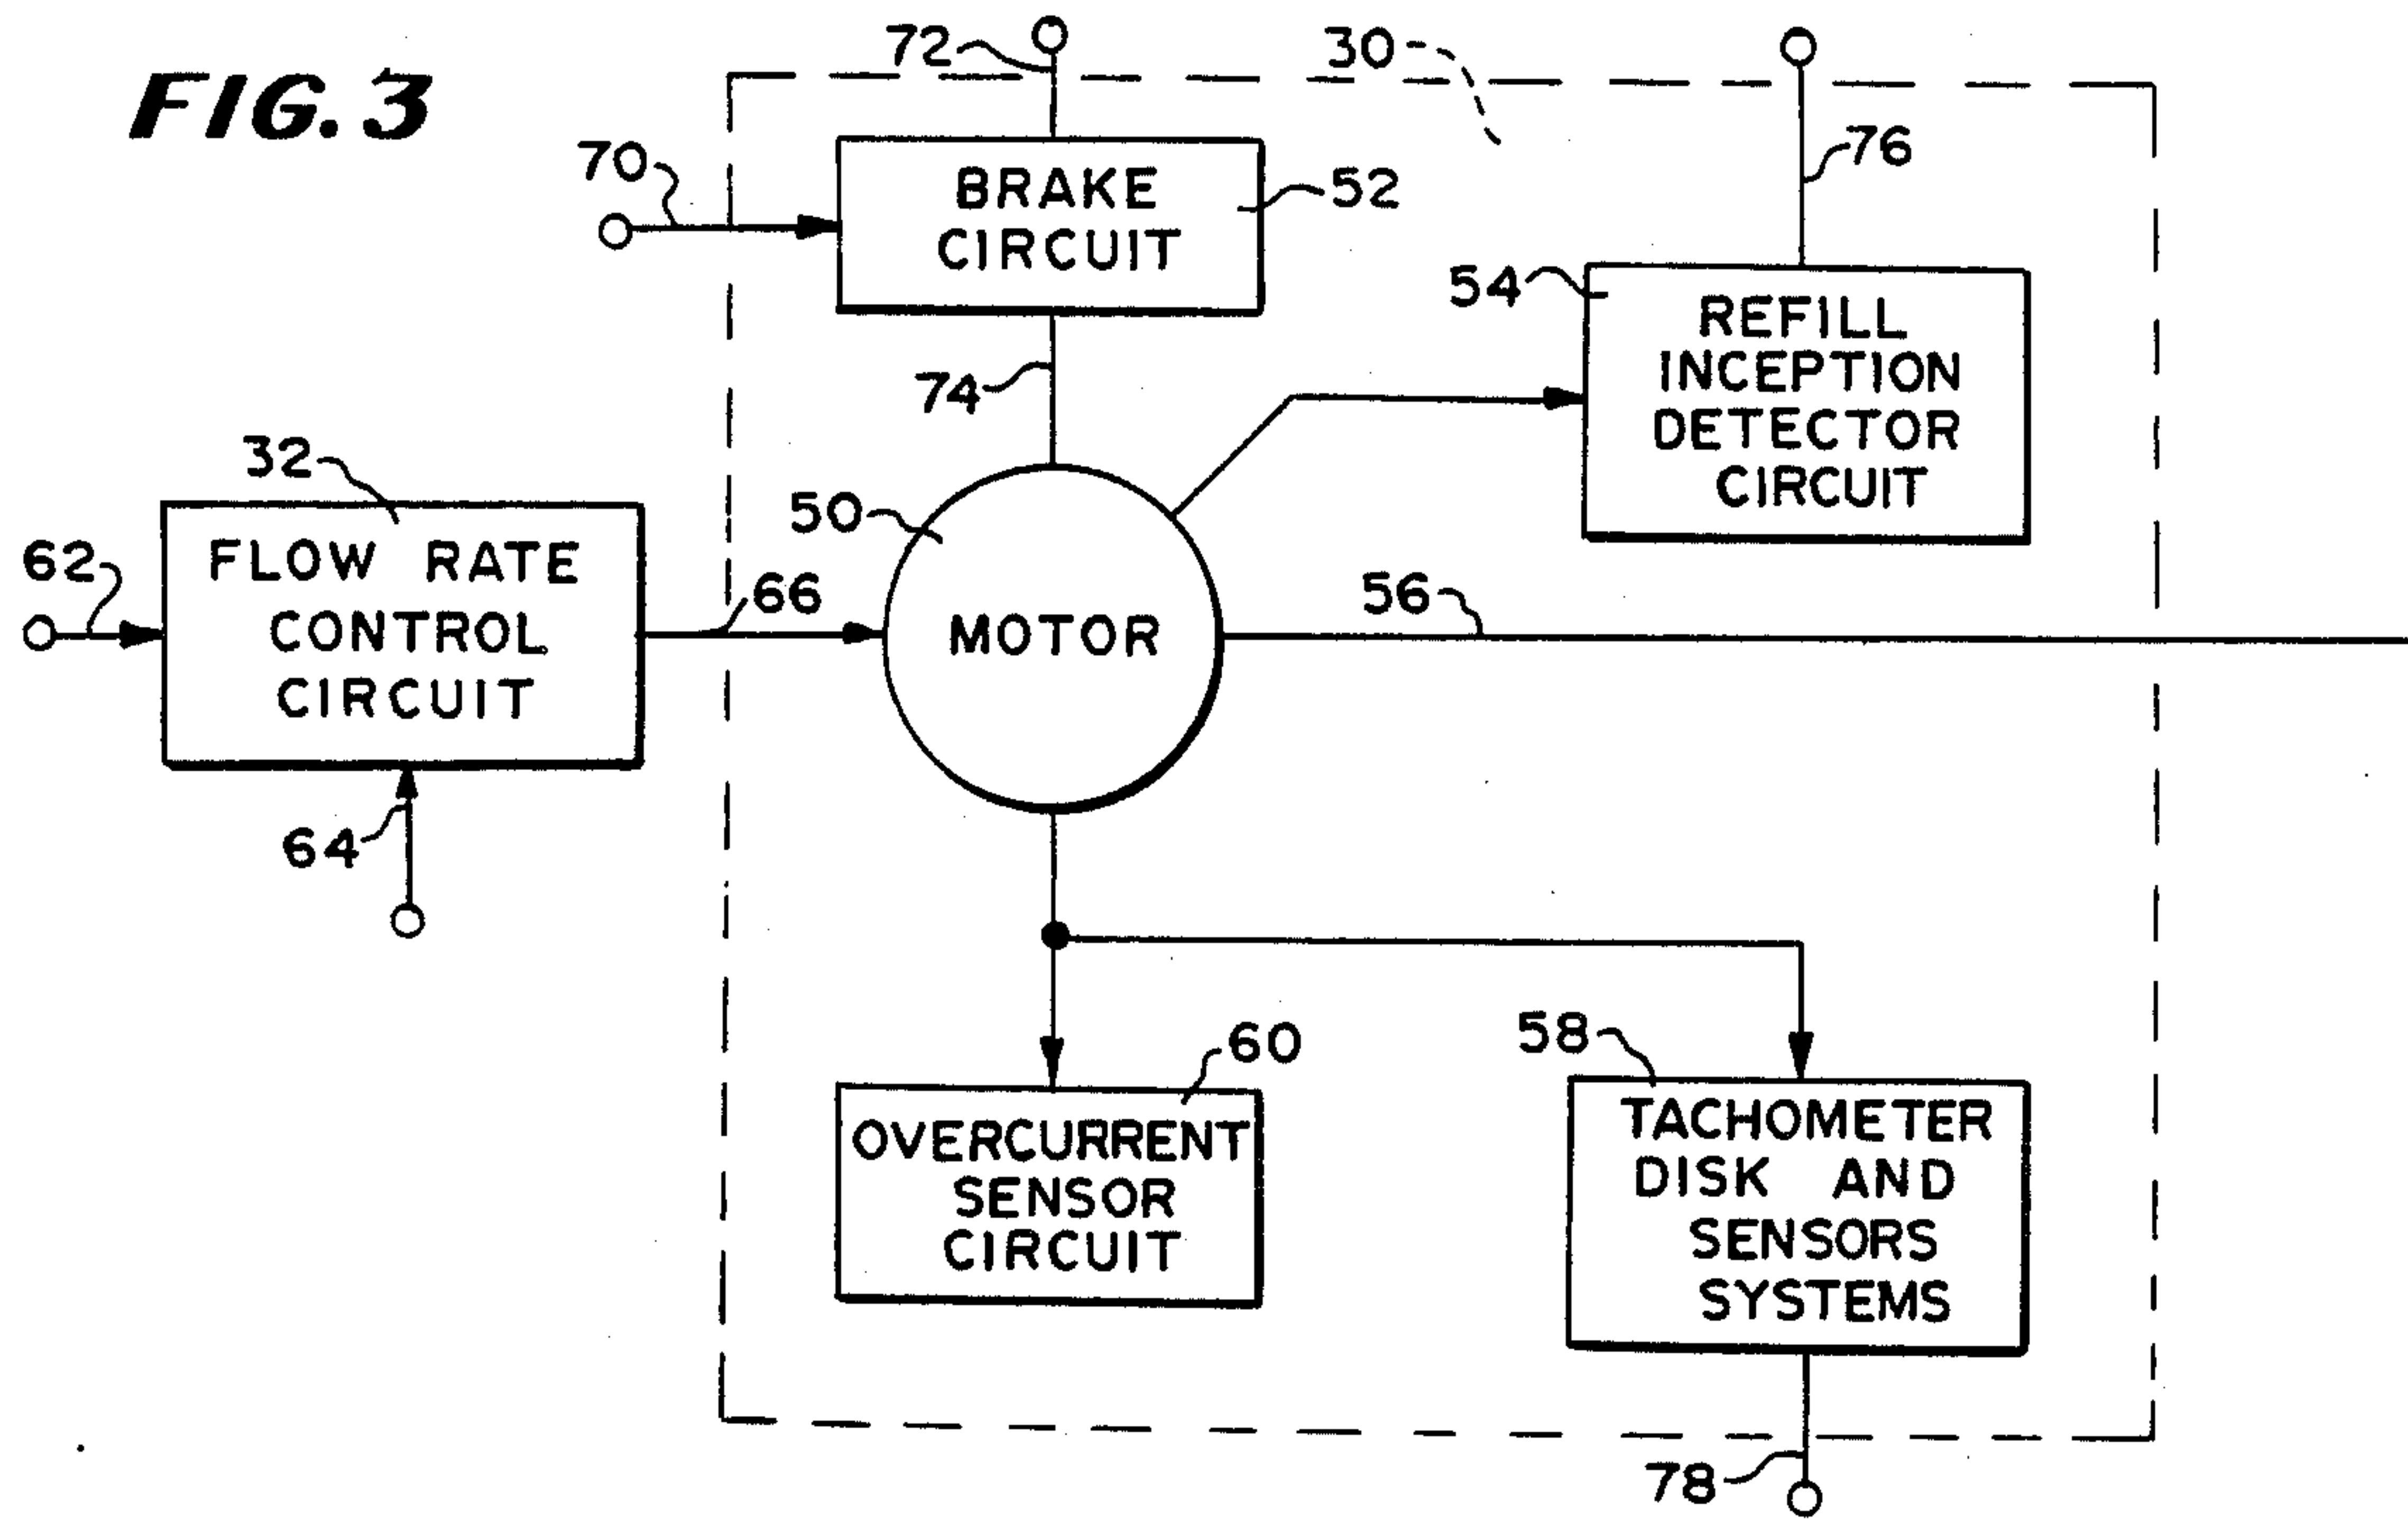 FIG. 3
72
30
70
76
BRAKE
CIRCUIT
52
54
REFILL
INCEPTION
DETECTOR
CIRCUIT
74
32
50
62
FLOW RATE
CONTROL
CIRCUIT
66
MOTOR
56
64
60
58
OVERCURRENT
SENSOR
CIRCUIT
TACHOMETER
DISK AND
SENSORS
SYSTEMS
78